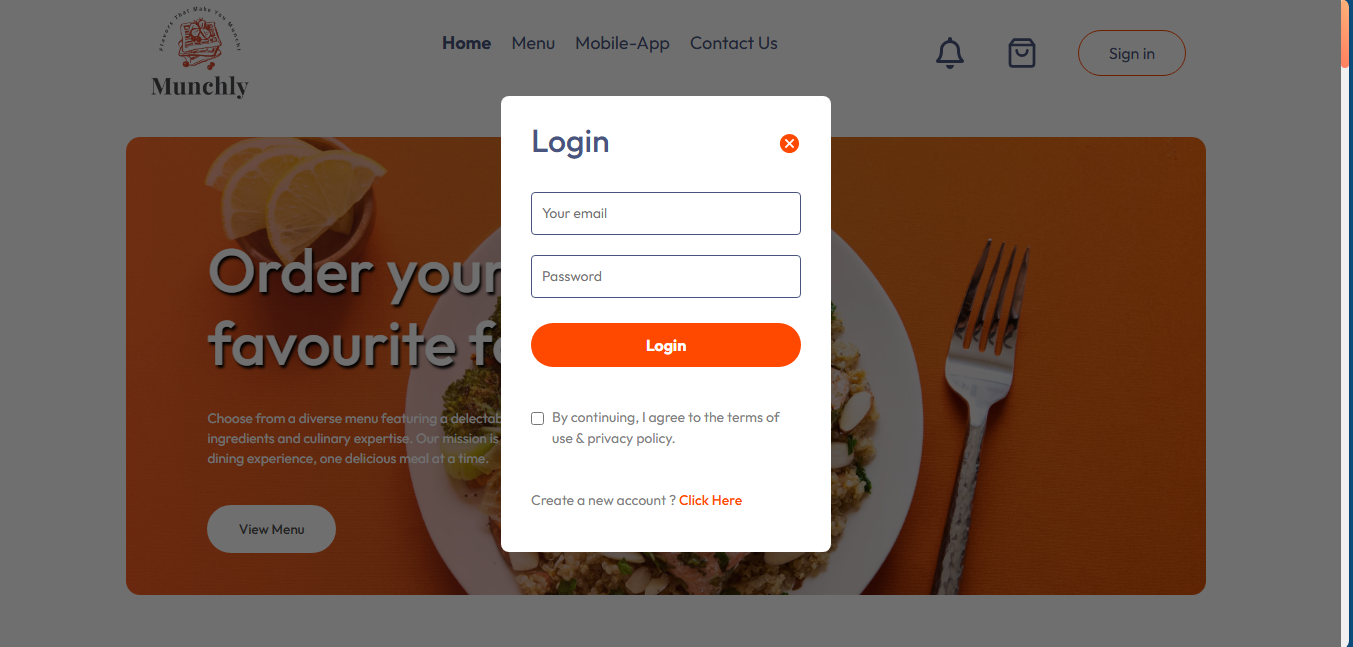 Flavors That Make You Munch!
Munchly
Home Menu Mobile-App Contact Us
Sign in
Login
Your email
Password
Login
By continuing, I agree to the terms of
use & privacy policy.
Create a new account ? Click Here
Order your
favourite fo
Choose from a diverse menu featuring a delectab
ingredients and culinary expertise. Our mission is
dining experience, one delicious meal at a time.
View Menu